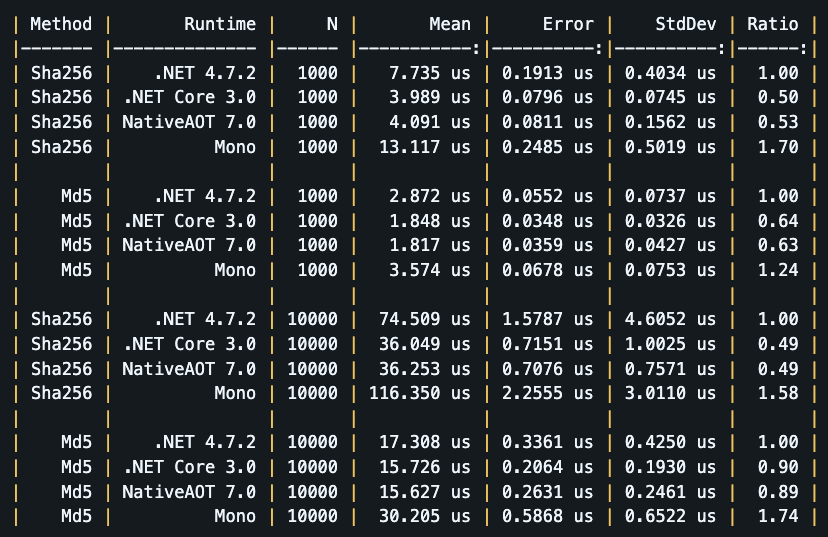 | Method |       Runtime |     N |       Mean |     Error |    StdDev | Ratio |
|------- |-------------- |------ |-----------:|----------:|----------:|------:|
| Sha256 |    .NET 4.7.2 |  1000 |   7.735 us | 0.1913 us | 0.4034 us |  1.00 |
| Sha256 | .NET Core 3.0 |  1000 |   3.989 us | 0.0796 us | 0.0745 us |  0.50 |
| Sha256 | NativeAOT 7.0 |  1000 |   4.091 us | 0.0811 us | 0.1562 us |  0.53 |
| Sha256 |          Mono |  1000 |  13.117 us | 0.2485 us | 0.5019 us |  1.70 |
|        |               |       |            |           |           |       |
|    Md5 |    .NET 4.7.2 |  1000 |   2.872 us | 0.0552 us | 0.0737 us |  1.00 |
|    Md5 | .NET Core 3.0 |  1000 |   1.848 us | 0.0348 us | 0.0326 us |  0.64 |
|    Md5 | NativeAOT 7.0 |  1000 |   1.817 us | 0.0359 us | 0.0427 us |  0.63 |
|    Md5 |          Mono |  1000 |   3.574 us | 0.0678 us | 0.0753 us |  1.24 |
|        |               |       |            |           |           |       |
| Sha256 |    .NET 4.7.2 | 10000 |  74.509 us | 1.5787 us | 4.6052 us |  1.00 |
| Sha256 | .NET Core 3.0 | 10000 |  36.049 us | 0.7151 us | 1.0025 us |  0.49 |
| Sha256 | NativeAOT 7.0 | 10000 |  36.253 us | 0.7076 us | 0.7571 us |  0.49 |
| Sha256 |          Mono | 10000 | 116.350 us | 2.2555 us | 3.0110 us |  1.58 |
|        |               |       |            |           |           |       |
|    Md5 |    .NET 4.7.2 | 10000 |  17.308 us | 0.3361 us | 0.4250 us |  1.00 |
|    Md5 | .NET Core 3.0 | 10000 |  15.726 us | 0.2064 us | 0.1930 us |  0.90 |
|    Md5 | NativeAOT 7.0 | 10000 |  15.627 us | 0.2631 us | 0.2461 us |  0.89 |
|    Md5 |          Mono | 10000 |  30.205 us | 0.5868 us | 0.6522 us |  1.74 |